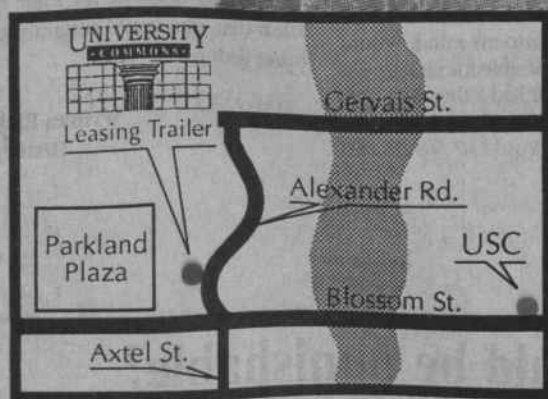 UNIVERSITY
COMMONS
Leasing Trailer
Gervais St.
Alexander Rd.
Parkland
Plaza
USC
Blossom St.
Axtel St.